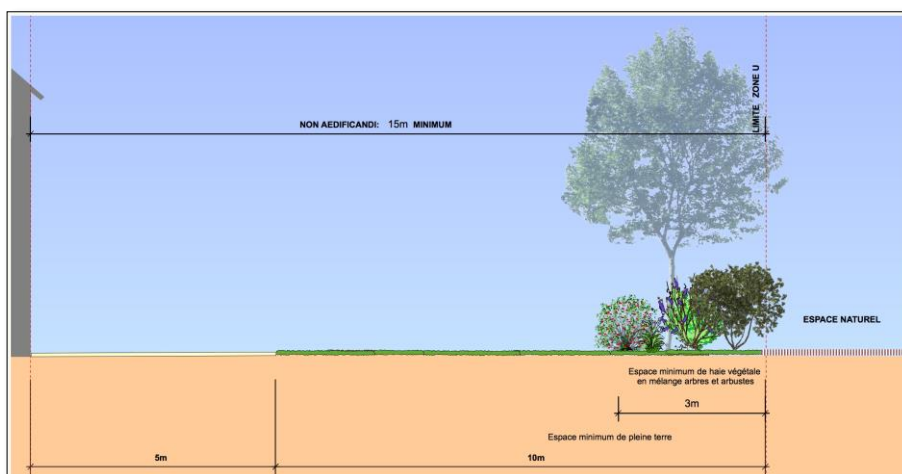 NON AEDIFICANDI: 15m MINIMUM
LIMITE ZONE U
ESPACE NATUREL
Espace minimum de haie végétale
en mélange arbres et arbustes
3m
Espace minimum de pleine terre
5m
10m